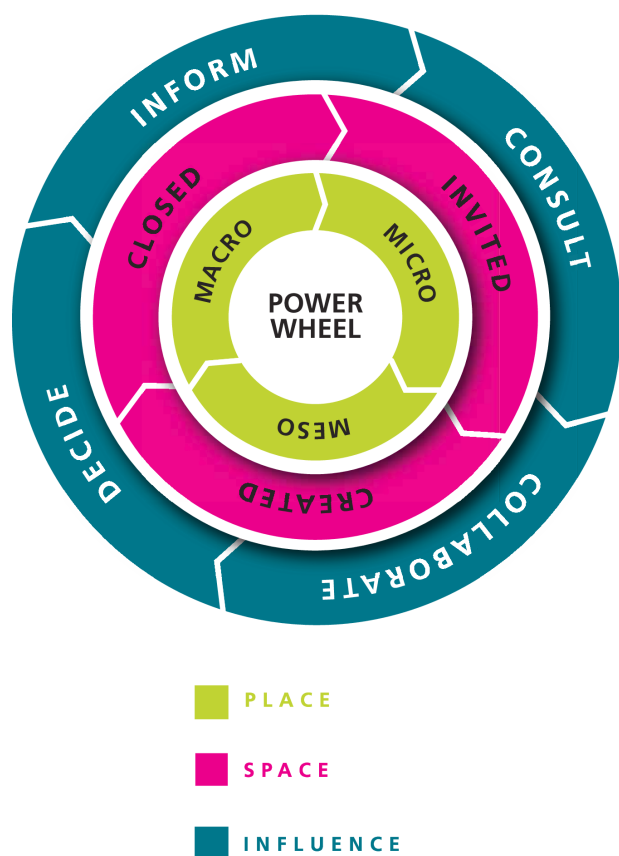 INFORM
CONSULT
COLLABORATE
DECIDE
CLOSED
INVITED
CREATED
MACRO
MICRO
MESO
POWER
WHEEL
PLACE
SPACE
INFLUENCE